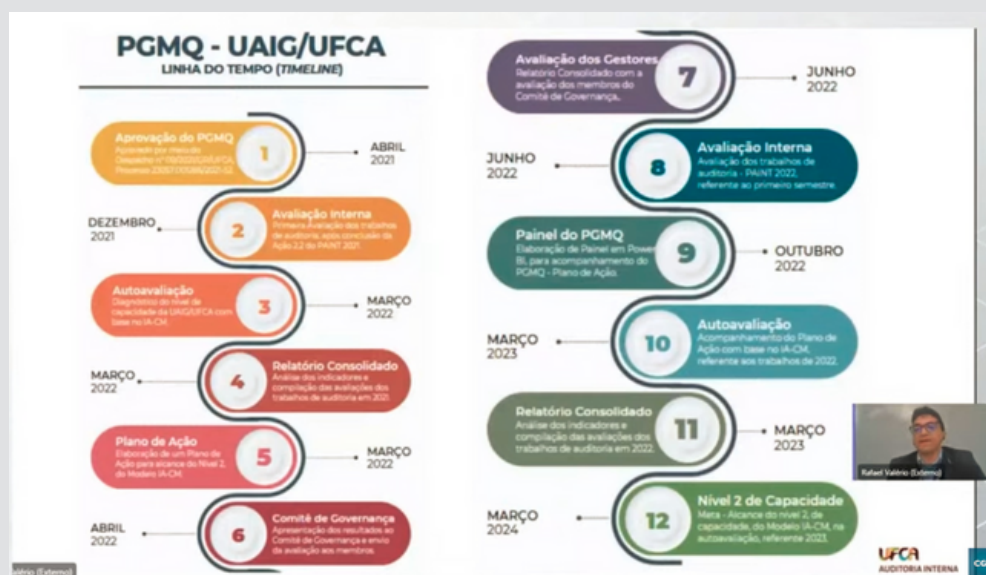 PGMQ - UAIG/UFCA
LINHA DO TEMPO (TIMELINE)
Aprovação do PGMQ
Aprovado por meio do
1
ABRIL
2021
DEZEMBRO
2021
2
Avaliação Interna
Primeira Avaliação dos trabalhos
de auditoria, após conclusão da
Ação 2.2 do PAINT 2021.
Autoavaliação
Diagnóstico do nível de
capacidade da UAIG/UFCA com
base no IA-CM.
3
MARÇO
2022
MARÇO
2022
4
Relatório Consolidado
Análise dos indicadores e
compilação das avaliações dos
trabalhos de auditoria em 2021.
Plano de Ação
Elaboração de um Plano de
Ação para alcance do Nível 2,
do Modelo IA-CM.
5
MARÇO
2022
ABRIL
2022
6
Comitê de Governança
Apresentação dos resultados ao
Comitê de Governança e envio
da avaliação aos membros.
Avaliação dos Gestores
Relatório Consolidado com a
avaliação dos membros do
Comitê de Governança.
7
JUNHO
2022
JUNHO
2022
8
Avaliação Interna
Avaliação dos trabalhos de
auditoria - PAINT 2022,
referente ao primeiro semestre.
Painel do PGMQ
Elaboração de Painel em Power
BI, para acompanhamento do
PGMQ - Plano de Ação.
9
OUTUBRO
2022
MARÇO
2023
10
Autoavaliação
Acompanhamento do Plano de
Ação com base no IA-CM,
referente aos trabalhos de 2022.
Relatório Consolidado
Análise dos indicadores e
compilação das avaliações dos
trabalhos de auditoria em 2022.
11
MARÇO
2023
MARÇO
2024
12
Nível 2 de Capacidade
Meta - Alcance do nível 2, de
capacidade, do Modelo IA-CM, na
autoavaliação, referente 2023.
Rafael Valério (Externo)
UFCA
AUDITORIA INTERNA
CG
alério (Externo)